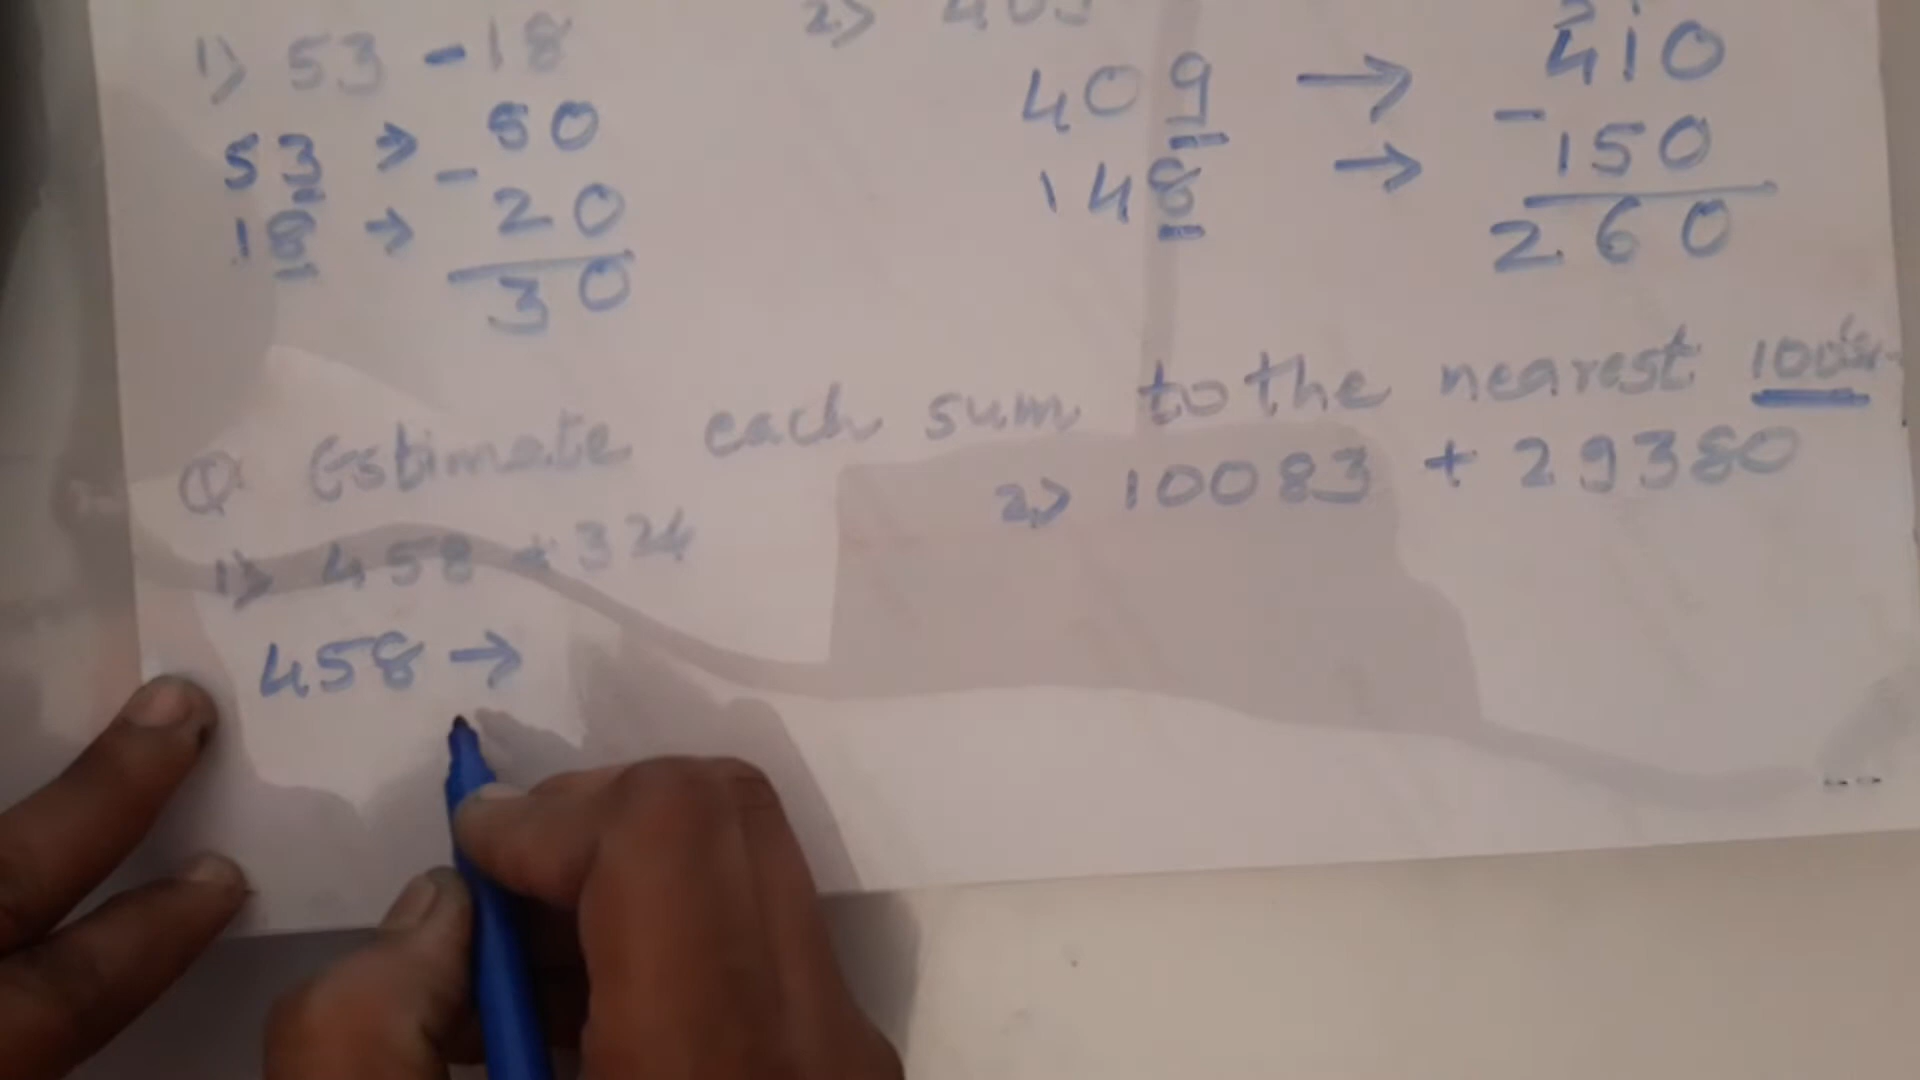 1) 53 - 18
53 → 50
18 → - 20
30
2)
409 → 410
148 → - 150
260
Q Estimate each sum to the nearest 100's.
1) 458 + 324
2) 10083 + 29380
458 →